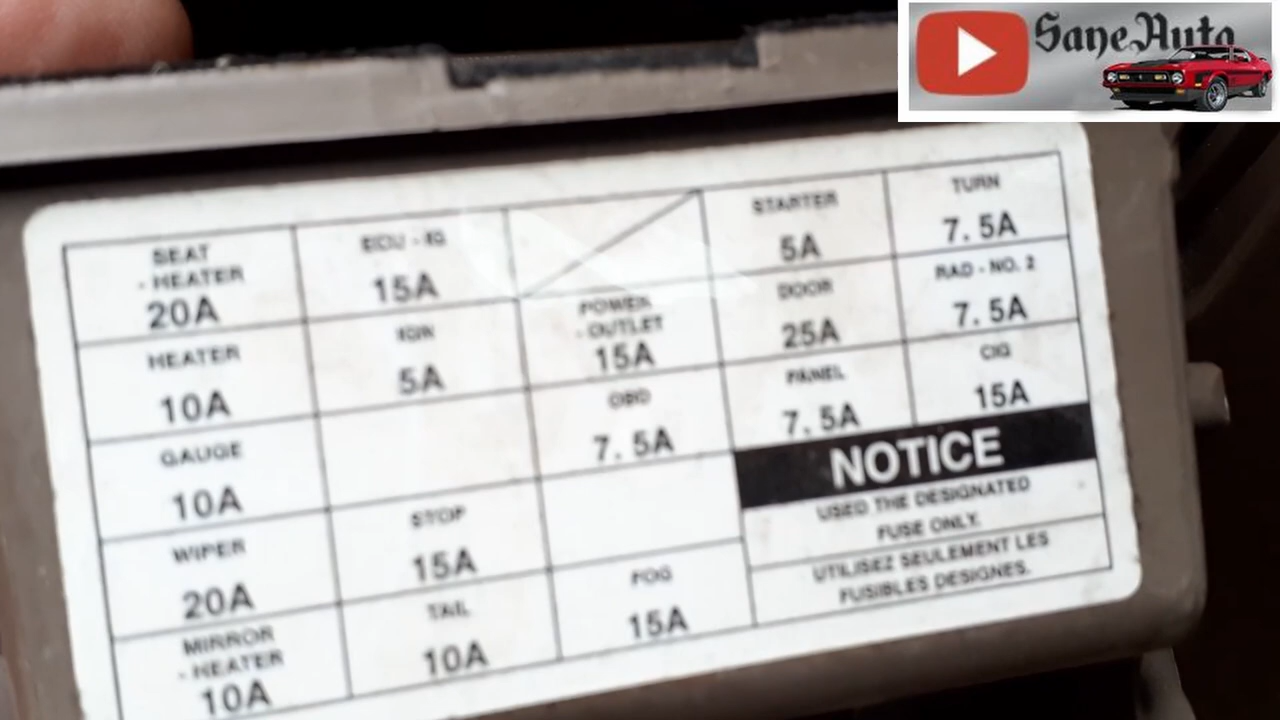 SaneAuto
SEAT
- HEATER
20A
ECU - IG
15A
STARTER
5A
TURN
7. 5A
HEATER
10A
IGN
5A
POWER
- OUTLET
15A
DOOR
25A
RAD - NO. 2
7. 5A
GAUGE
10A
OBD
7. 5A
PANEL
7. 5A
CIG
15A
WIPER
20A
STOP
15A
MIRROR
- HEATER
10A
TAIL
10A
FOG
15A
NOTICE
USED THE DESIGNATED
FUSE ONLY.
UTILISEZ SEULEMENT LES
FUSIBLES DESIGNES.